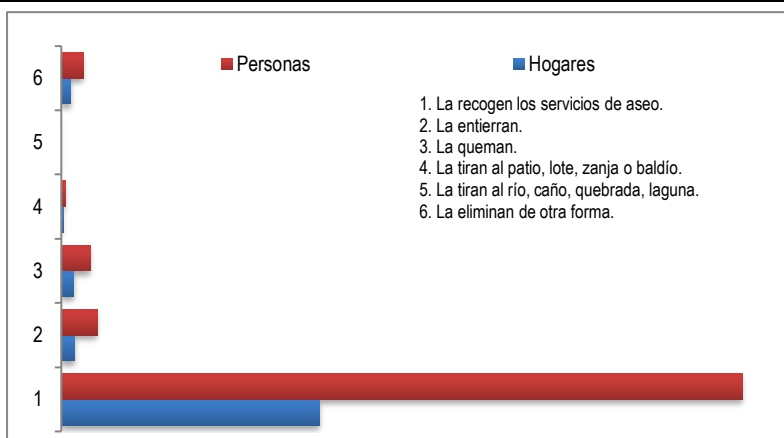 Personas
Hogares
1. La recogen los servicios de aseo.
2. La entierran.
3. La queman.
4. La tiran al patio, lote, zanja o baldío.
5. La tiran al río, caño, quebrada, laguna.
6. La eliminan de otra forma.
6
5
4
3
2
1